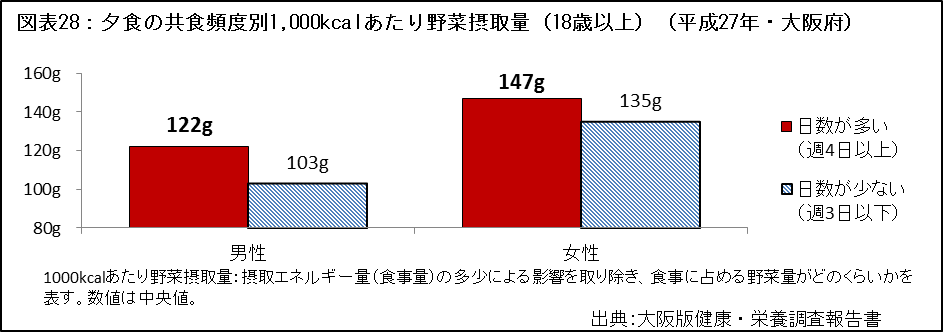 図表28：夕食の共食頻度別1,000kcalあたり野菜摂取量（18歳以上）（平成27年・大阪府）
160g
140g
120g
100g
80g
122g
103g
147g
135g
男性
女性
日数が多い
（週4日以上）
日数が少ない
（週3日以下）
1000kcalあたり野菜摂取量：摂取エネルギー量（食事量）の多少による影響を取り除き、食事に占める野菜量がどのくらいかを
表す。数値は中央値。
出典：大阪版健康・栄養調査報告書